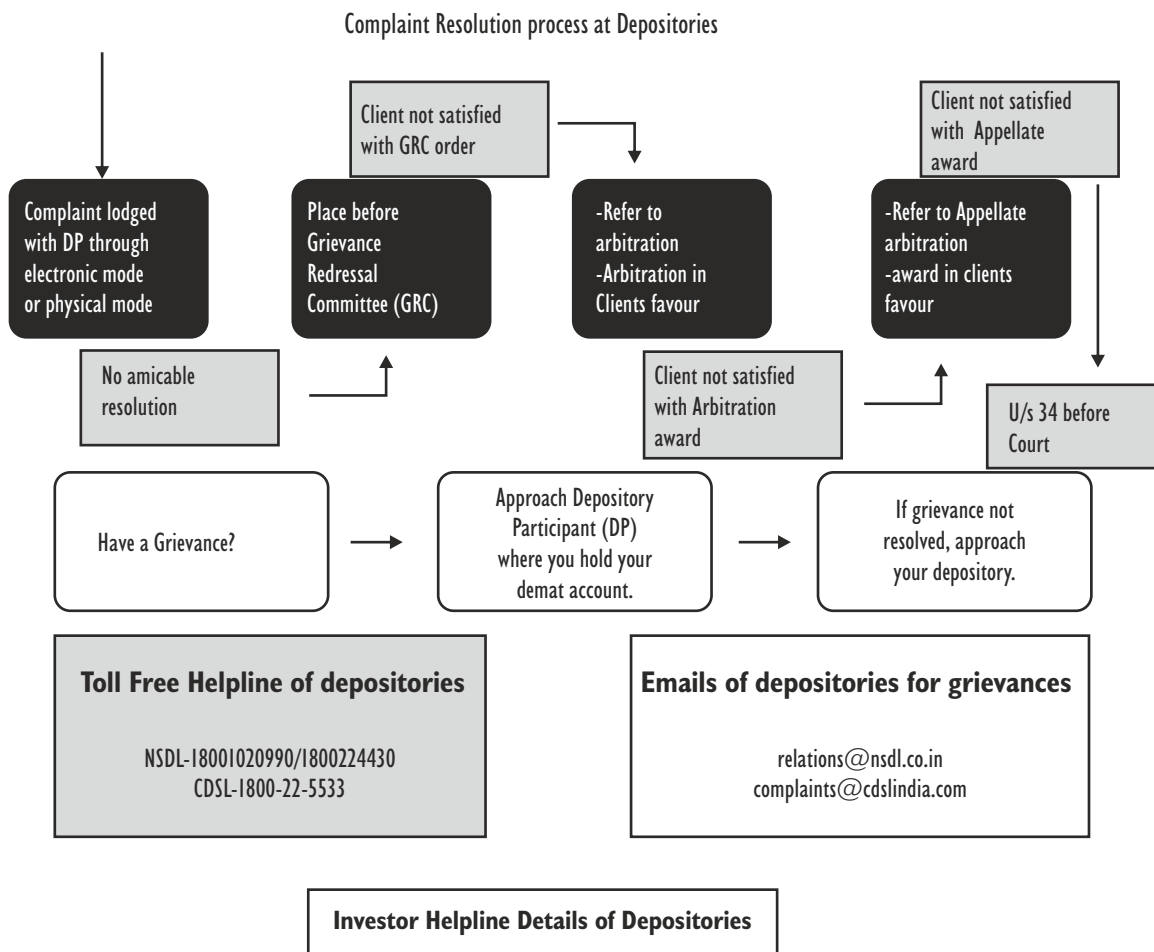 Complaint Resolution process at Depositories
Client not satisfied
with GRC order
Client not satisfied
with Appellate
award
Complaint lodged
with DP through
electronic mode
or physical mode
Place before
Grievance
Redressal
Committee (GRC)
-Refer to
arbitration
-Arbitration in
Clients favour
-Refer to Appellate
arbitration
-award in clients
favour
No amicable
resolution
Client not satisfied
with Arbitration
award
U/s 34 before
Court
Have a Grievance?
Approach Depository
Participant (DP)
where you hold your
demat account.
If grievance not
resolved, approach
your depository.
Toll Free Helpline of depositories
NSDL-18001020990/1800224430
CDSL-1800-22-5533
Emails of depositories for grievances
relations@nsdl.co.in
complaints@cdslindia.com
Investor Helpline Details of Depositories